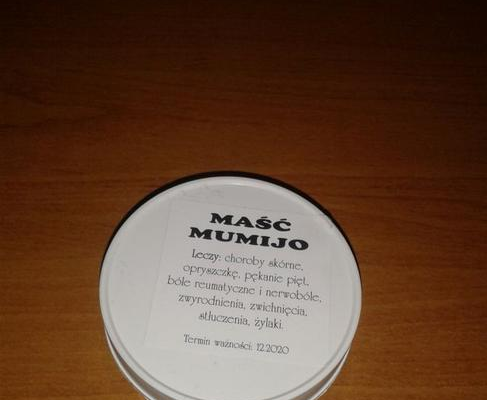 MAŚĆ
MUMIJO
Leczy: choroby skórne,
opryszczkę, pękanie pięt,
bóle reumatyczne i nerwobóle,
zwyrodnienia, zwichnięcia,
stłuczenia, żylaki.
Termin ważności: 12.2020